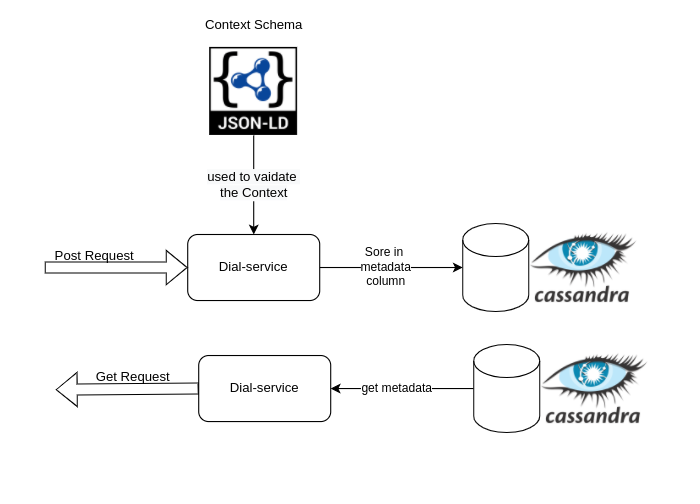 Context Schema
JSON-LD
used to vaidate
the Context
Post Request
Dial-service
Sore in
metadata
column
cassandra
Get Request
Dial-service
get metadata
cassandra